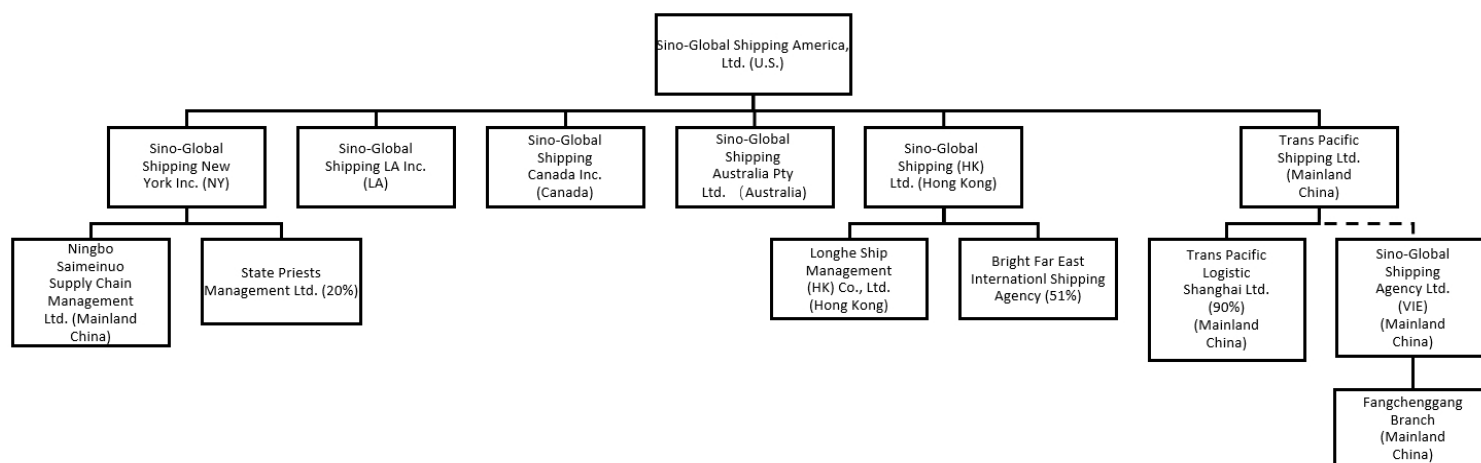 Sino-Global Shipping America,
Ltd. (U.S.)
Sino-Global
Shipping New
York Inc. (NY)
Sino-Global
Shipping LA Inc.
(LA)
Sino-Global
Shipping
Canada Inc.
(Canada)
Sino-Global
Shipping
Australia Pty
Ltd. （Australia)
Sino-Global
Shipping (HK)
Ltd. (Hong Kong)
Trans Pacific
Shipping Ltd.
(Mainland
China)
Ningbo
Saimeinuo
Supply Chain
Management
Ltd. (Mainland
China)
State Priests
Management Ltd. (20%)
Longhe Ship
Management
(HK) Co., Ltd.
(Hong Kong)
Bright Far East
Internationl Shipping
Agency (51%)
Trans Pacific
Logistic
Shanghai Ltd.
(90%)
(Mainland
China)
Sino-Global
Shipping
Agency Ltd.
(VIE)
(Mainland
China)
Fangchenggang
Branch
(Mainland
China)